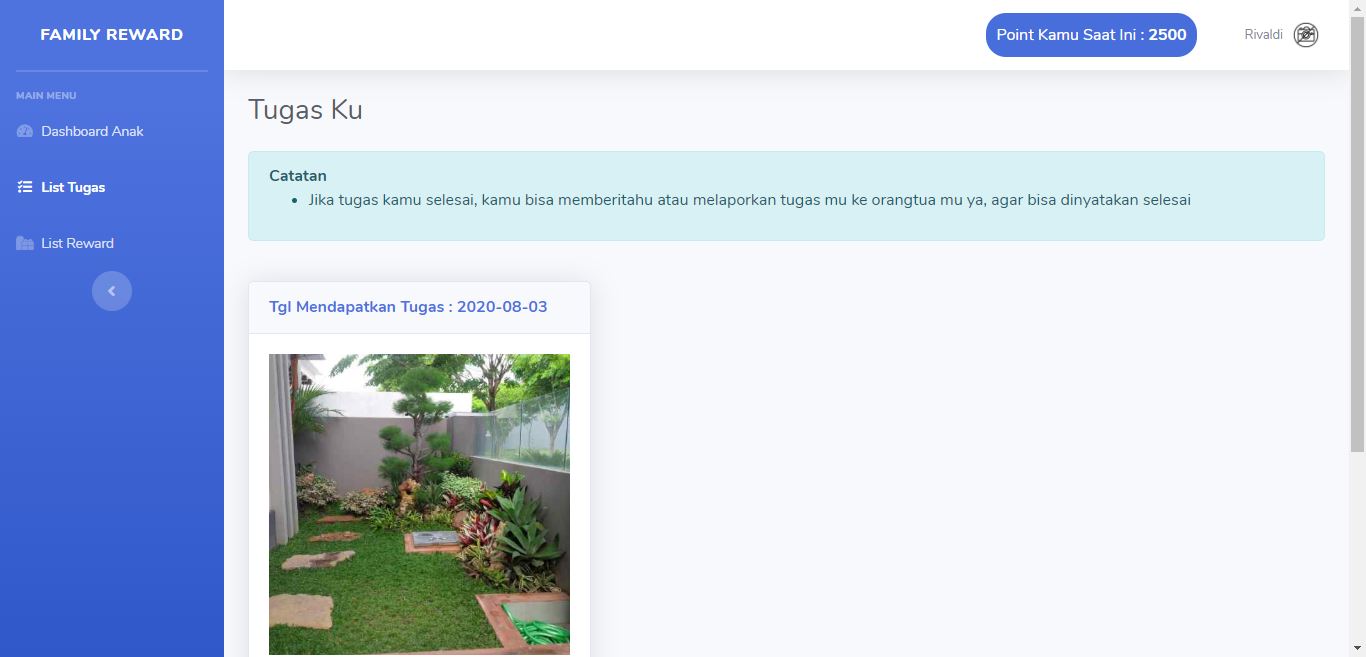 FAMILY REWARD
Point Kamu Saat Ini : 2500
Rivaldi
MAIN MENU
Dashboard Anak
List Tugas
List Reward
Tugas Ku
Catatan
• Jika tugas kamu selesai, kamu bisa memberitahu atau melaporkan tugas mu ke orangtua mu ya, agar bisa dinyatakan selesai
Tgl Mendapatkan Tugas : 2020-08-03